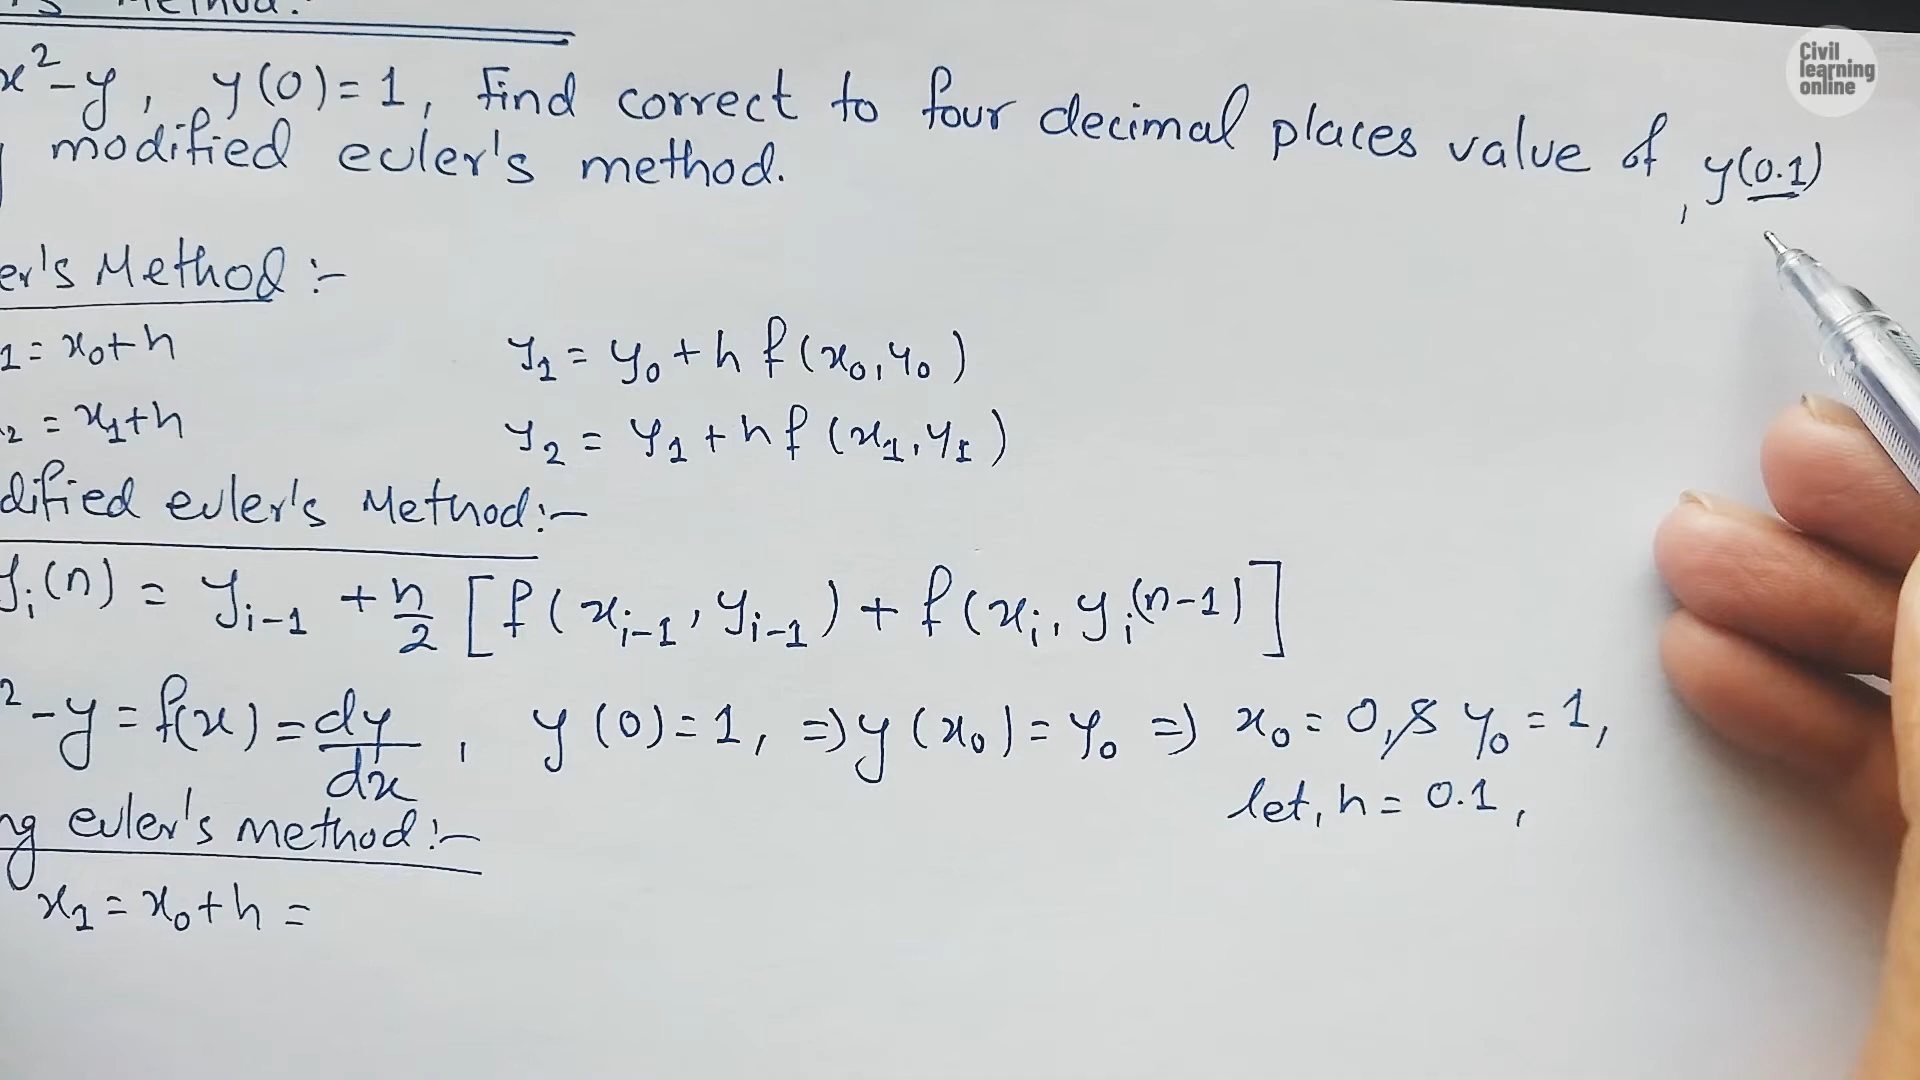 Method.
x²-y, y(0)=1, Find correct to four decimal places value of y(0.1),
modified euler's method.
er's Method :-
1 = x₀+h y₁ = y₀ + h f(x₀,y₀)
2 = x₁+h y₂ = y₁ + h f(x₁,y₁)
dified euler's Method:-
yᵢ(n) = yᵢ₋₁ + h/2 [f(xᵢ₋₁, yᵢ₋₁) + f(xᵢ, yᵢ(n-1)]
2-y = f(x) = dy/dx, y(0)=1, ⇒ y(x₀) = y₀ ⇒ x₀ = 0, & y₀ = 1,
let, h = 0.1,
ng euler's method:-
x₁ = x₀+h =
Civil
learning
online